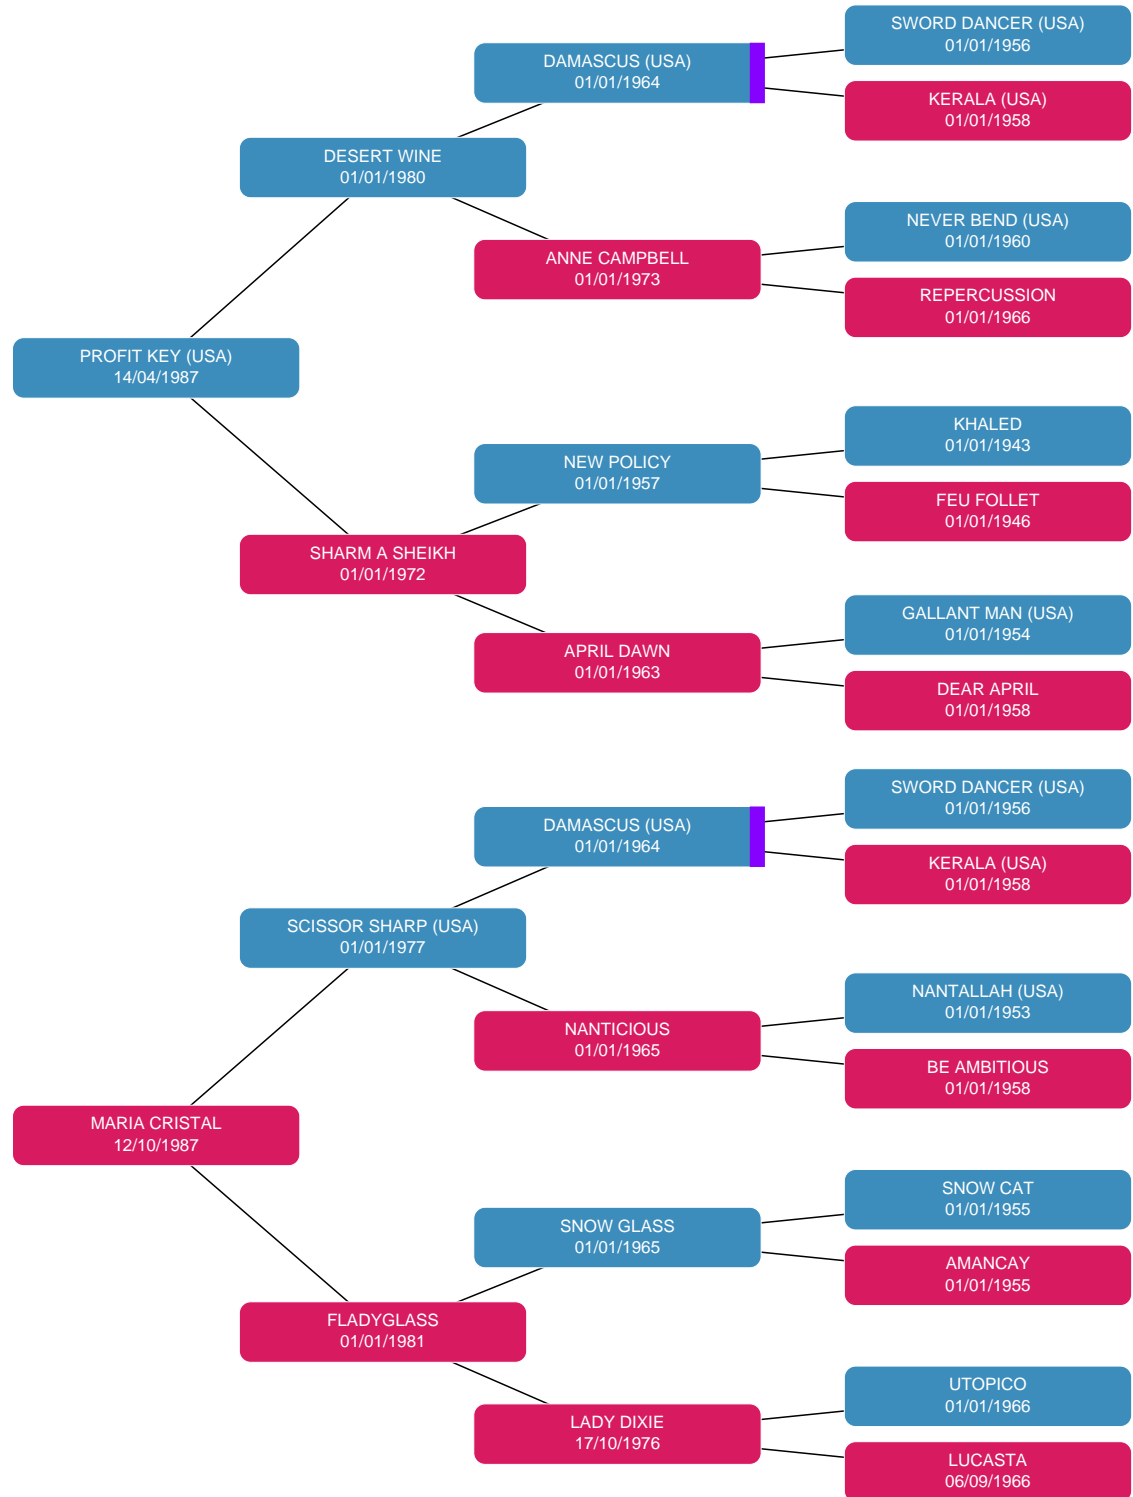 SWORD DANCER (USA)
01/01/1956
DAMASCUS (USA)
01/01/1964
KERALA (USA)
01/01/1958
DESERT WINE
01/01/1980
NEVER BEND (USA)
01/01/1960
ANNE CAMPBELL
01/01/1973
REPERCUSSION
01/01/1966
PROFIT KEY (USA)
14/04/1987
KHALED
01/01/1943
NEW POLICY
01/01/1957
FEU FOLLET
01/01/1946
SHARM A SHEIKH
01/01/1972
GALLANT MAN (USA)
01/01/1954
APRIL DAWN
01/01/1963
DEAR APRIL
01/01/1958
SWORD DANCER (USA)
01/01/1956
DAMASCUS (USA)
01/01/1964
KERALA (USA)
01/01/1958
SCISSOR SHARP (USA)
01/01/1977
NANTALLAH (USA)
01/01/1953
NANTICIOUS
01/01/1965
BE AMBITIOUS
01/01/1958
MARIA CRISTAL
12/10/1987
SNOW CAT
01/01/1955
SNOW GLASS
01/01/1965
AMANCAY
01/01/1955
FLADYGLASS
01/01/1981
UTOPICO
01/01/1966
LADY DIXIE
17/10/1976
LUCASTA
06/09/1966